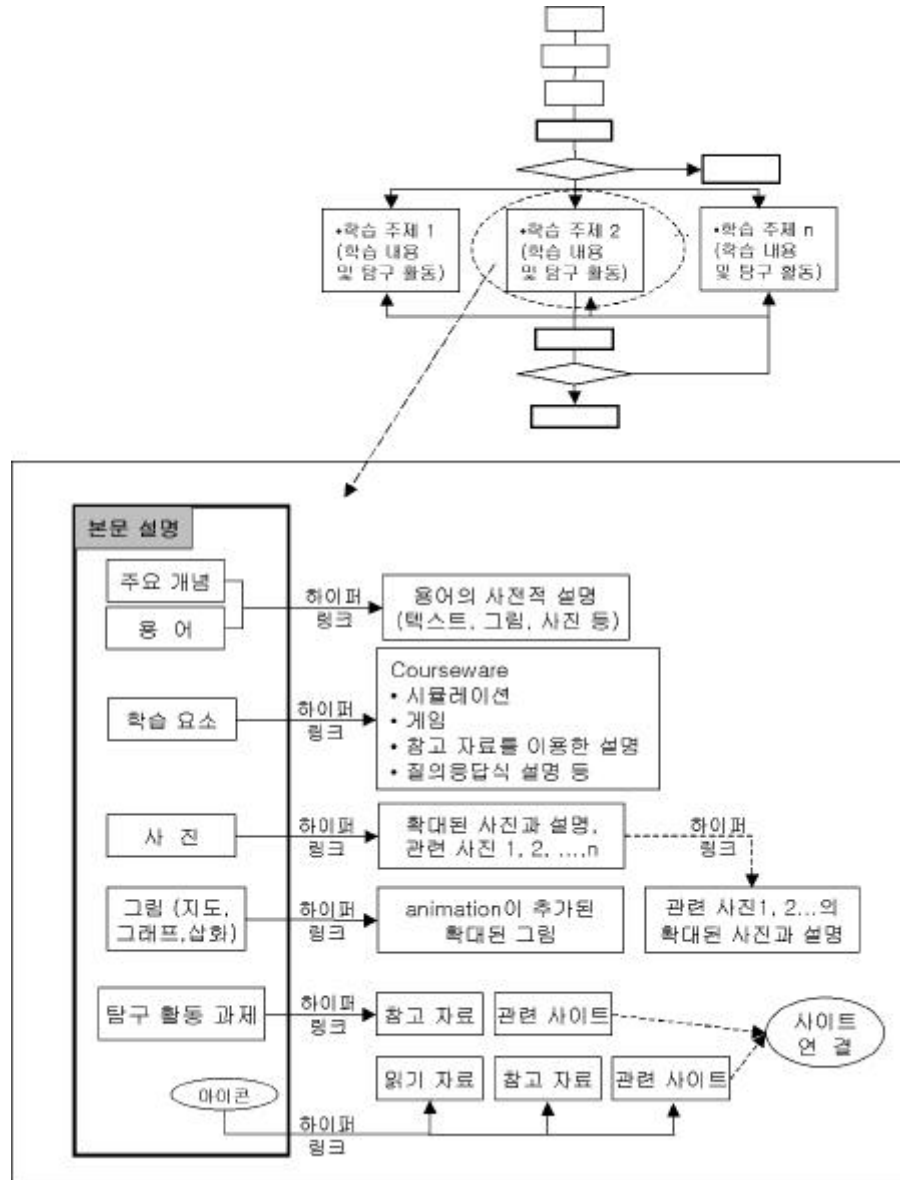 •학습 주제 1
(학습 내용
및 탐구 활동)
•학습 주제 2
(학습 내용
및 탐구 활동)
•학습 주제 n
(학습 내용
및 탐구 활동)
본문 설명
주요 개념
용 어
하이퍼
링크
용어의 사전적 설명
(텍스트, 그림, 사진 등)
학습 요소
하이퍼
링크
Courseware
• 시뮬레이션
• 게임
• 참고 자료를 이용한 설명
• 질의응답식 설명 등
사 진
하이퍼
링크
확대된 사진과 설명,
관련 사진 1, 2, ...,n
하이퍼
링크
그림 (지도,
그래프,삽화)
하이퍼
링크
animation이 추가된
확대된 그림
관련 사진1, 2...의
확대된 사진과 설명
탐구 활동 과제
하이퍼
링크
참고 자료
관련 사이트
사이트
연 결
아이콘
하이퍼
링크
읽기 자료
참고 자료
관련 사이트